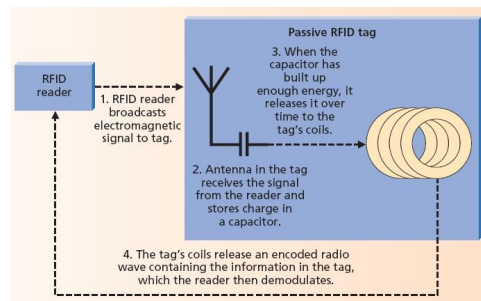 Passive RFID tag
RFID
reader
1. RFID reader
broadcasts
electromagnetic
signal to tag.
2. Antenna in the tag
receives the signal
from the reader and
stores charge in
a capacitor.
3. When the
capacitor has
built up
enough energy, it
releases it over
time to the
tag's coils.
4. The tag's coils release an encoded radio
wave containing the information in the tag,
which the reader then demodulates.